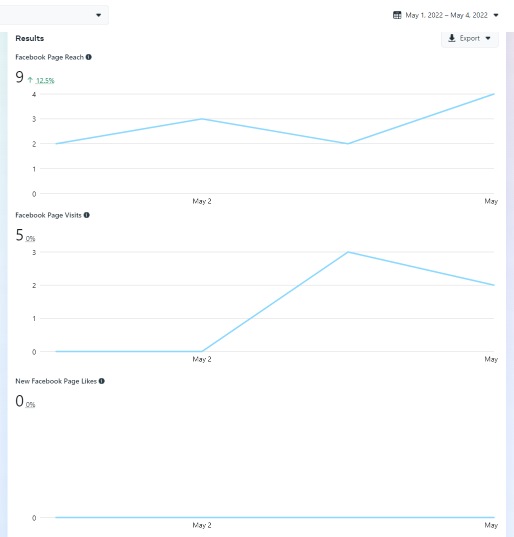 May 1, 2022 – May 4, 2022
Results
Export
Facebook Page Reach
9 ↑ 12.5%
4
3
2
1
0
May 2
May
Facebook Page Visits
5 0%
3
2
1
0
May 2
May
New Facebook Page Likes
0 0%
0
May 2
May